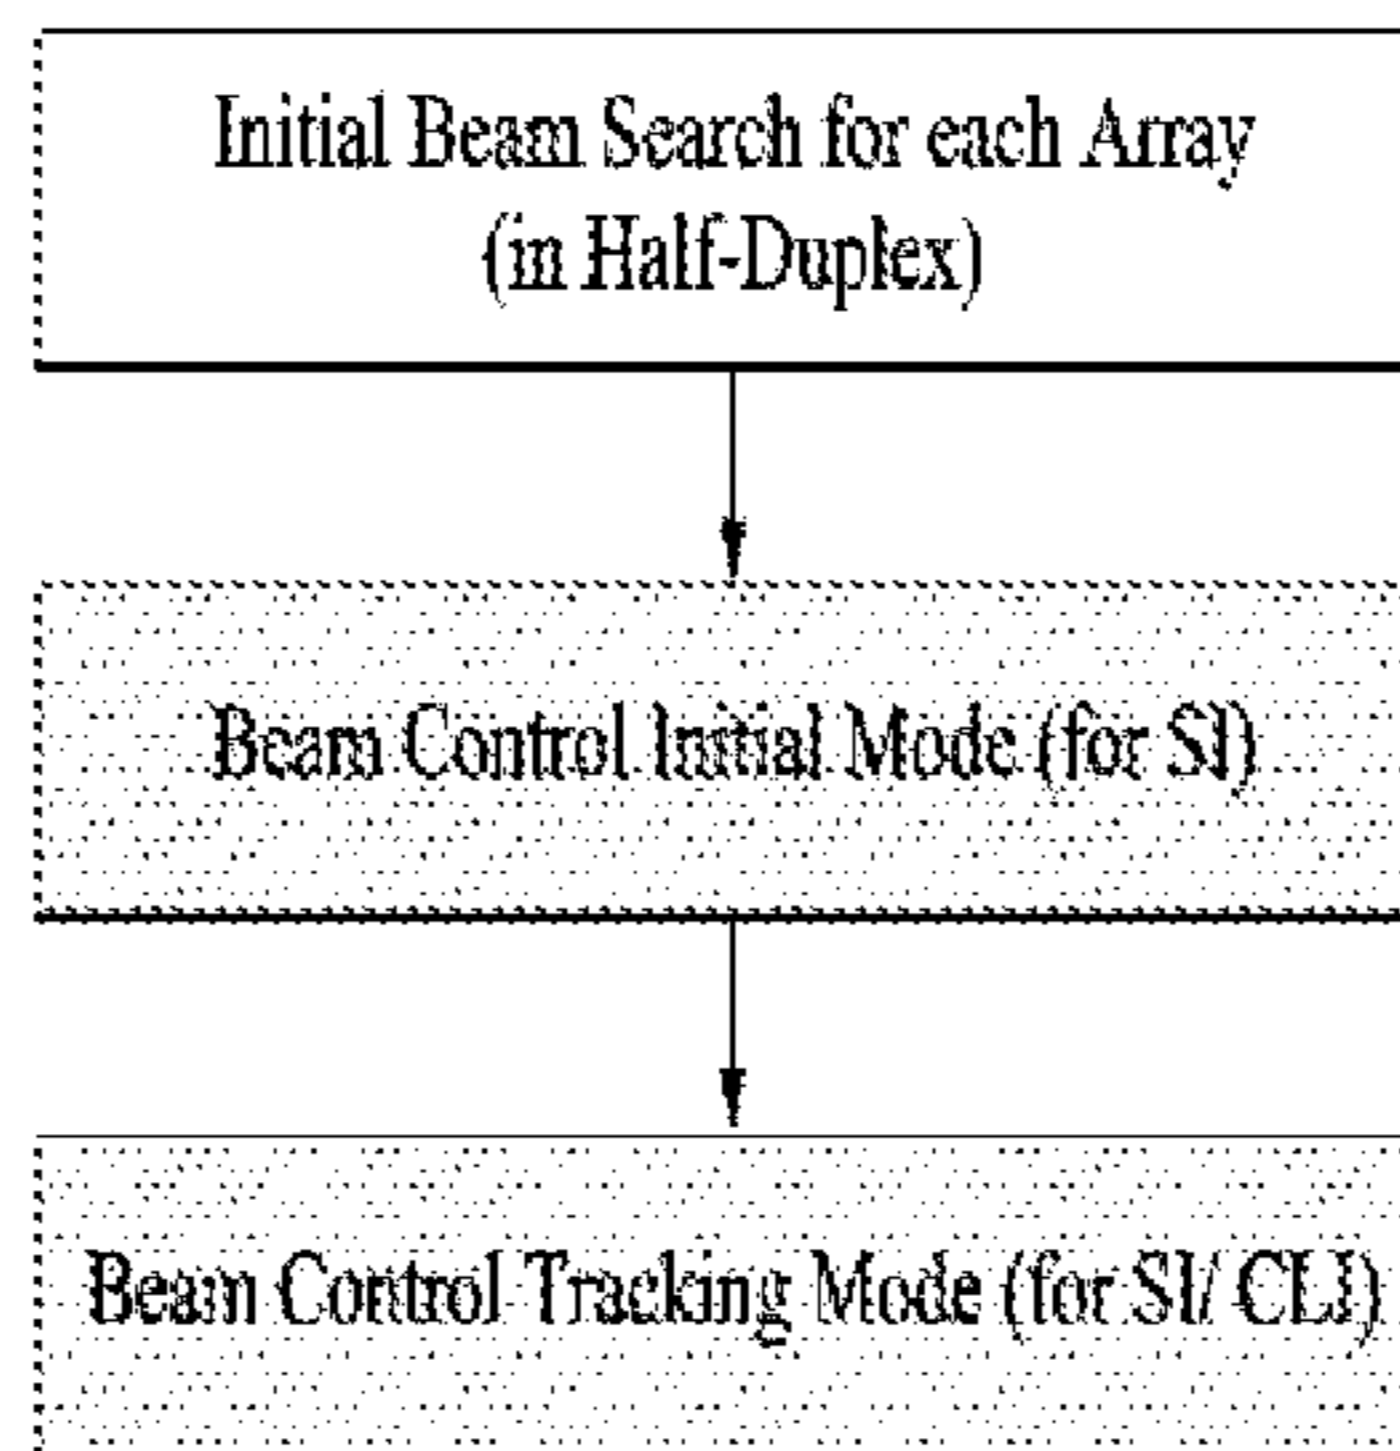 Initial Beam Search for each Array
(in Half-Duplex)
Beam Control Initial Mode (for SI)
Beam Control Tracking Mode (for SI/ CLI)